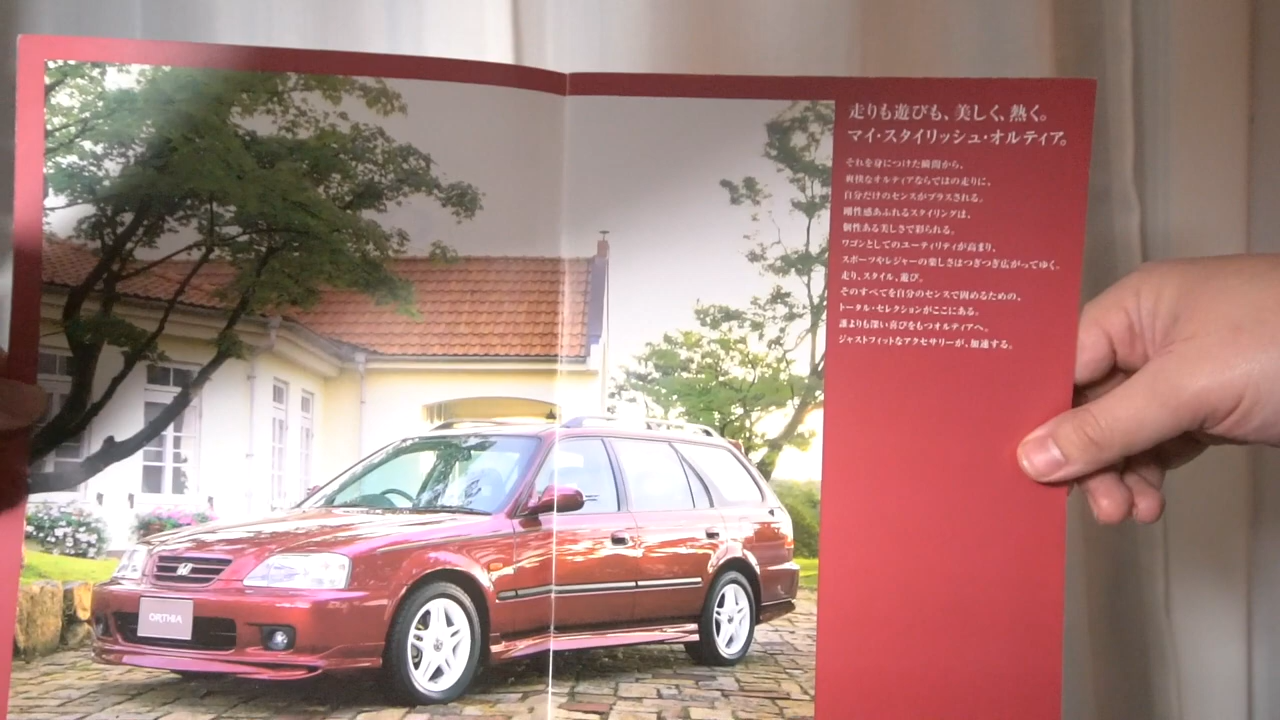 走りも遊びも、美しく、熱く。
マイ・スタイリッシュ・オルティア。
それを身につけた瞬間から、
爽快なオルティアならではの走りに、
自分だけのセンスがプラスされる。
剛性感あふれるスタイリングは、
個性ある美しさで彩られる。
ワゴンとしてのユーティリティが高まり、
スポーツやレジャーの楽しさはつぎつぎ広がってゆく。
走り、スタイル、遊び。
そのすべてを自分のセンスで固めるための、
トータル・セレクションがここにある。
誰よりも深い喜びをもつオルティアへ。
ジャストフィットなアクセサリーが、加速する。
ORTHIA